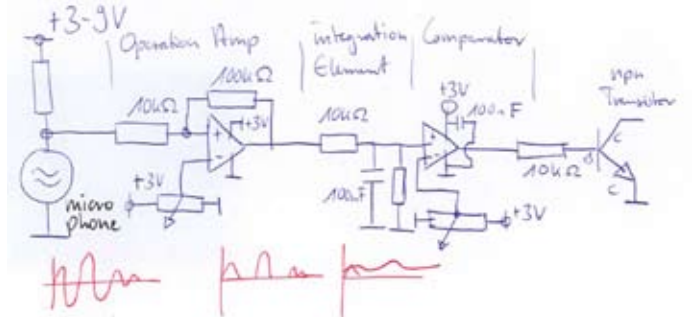 +3-9V
Operation Amp
integration
Element
Comparator
npn
Transistor
100kΩ
10kΩ
+3V
10kΩ
+3V
100nF
micro
phone
+3V
10kΩ
+3V
C